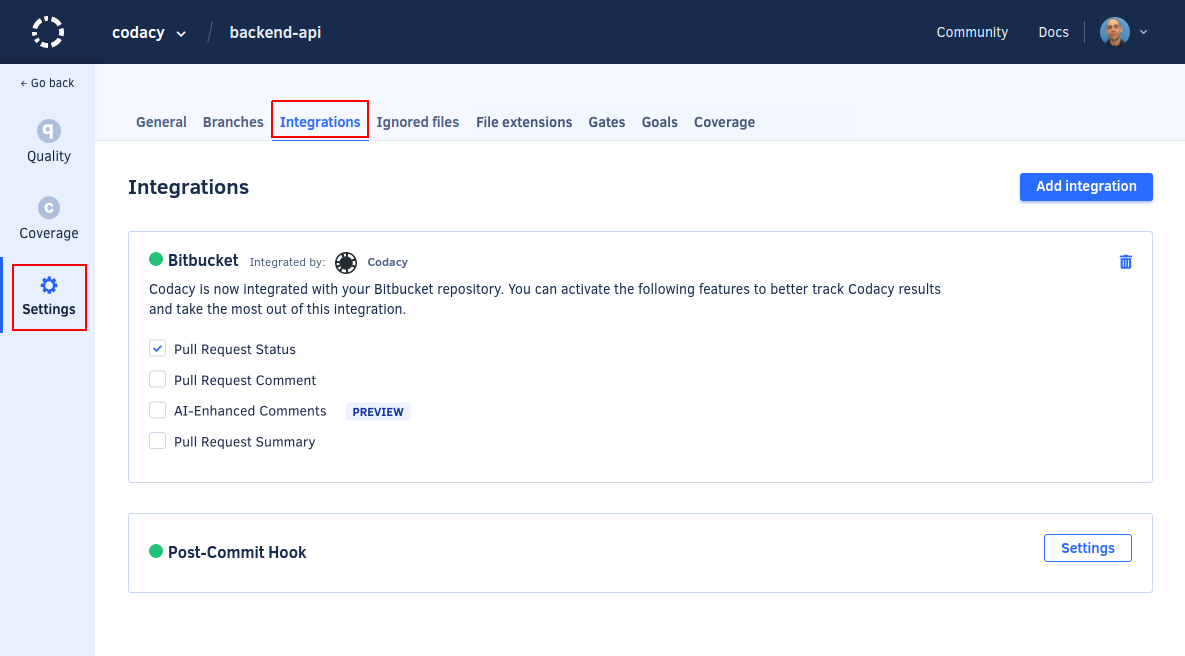 codacy / backend-api Community Docs
← Go back
General Branches Integrations Ignored files File extensions Gates Goals Coverage
q
Quality
Integrations
Add integration
c
Coverage
Bitbucket Integrated by: Codacy
Codacy is now integrated with your Bitbucket repository. You can activate the following features to better track Codacy results
and take the most out of this integration.
Settings
Pull Request Status
Pull Request Comment
AI-Enhanced Comments PREVIEW
Pull Request Summary
Post-Commit Hook
Settings